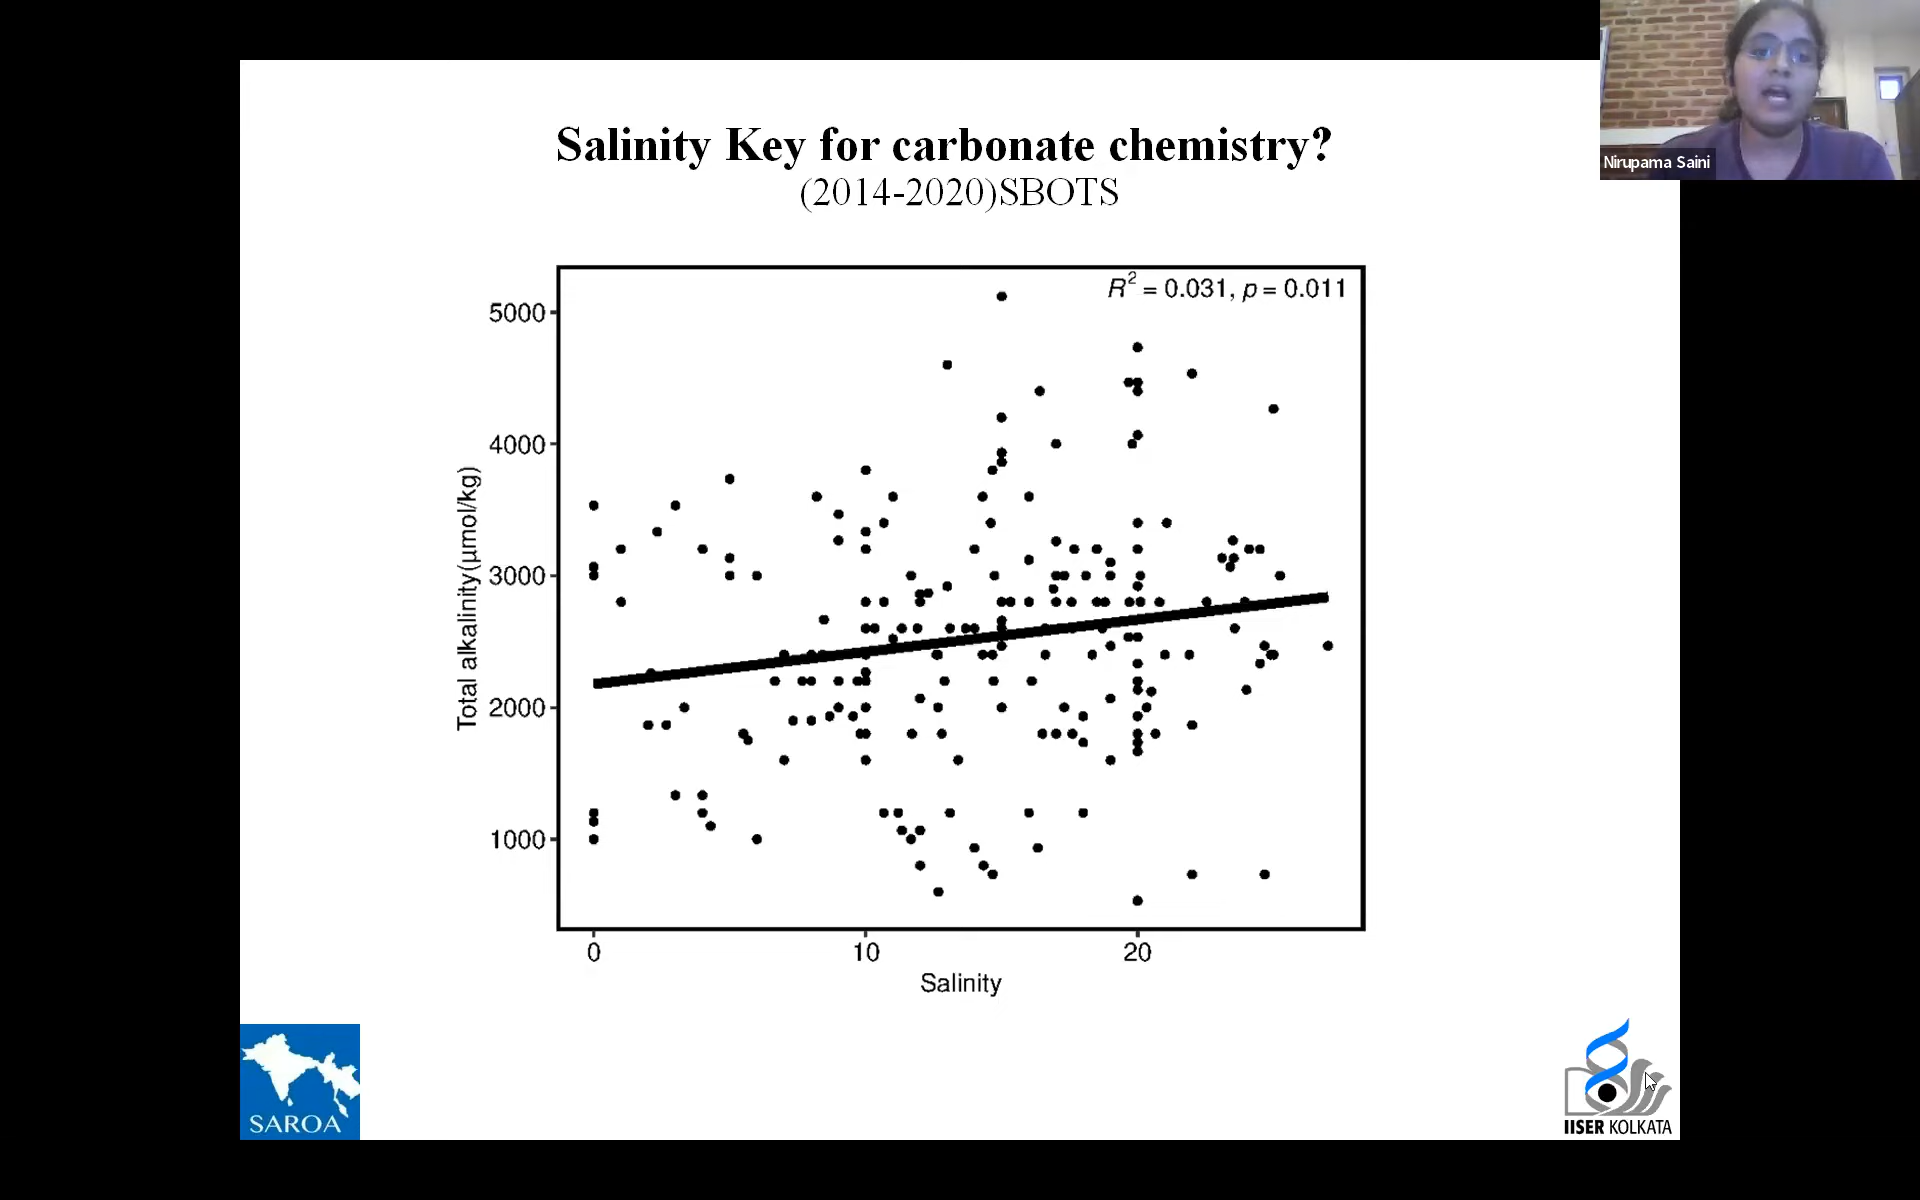 Nirupama Saini
Salinity Key for carbonate chemistry?
(2014-2020)SBOTS
R² = 0.031, p = 0.011
5000
4000
3000
2000
1000
Total alkalinity(µmol/kg)
0
10
20
Salinity
SAROA
IISER KOLKATA